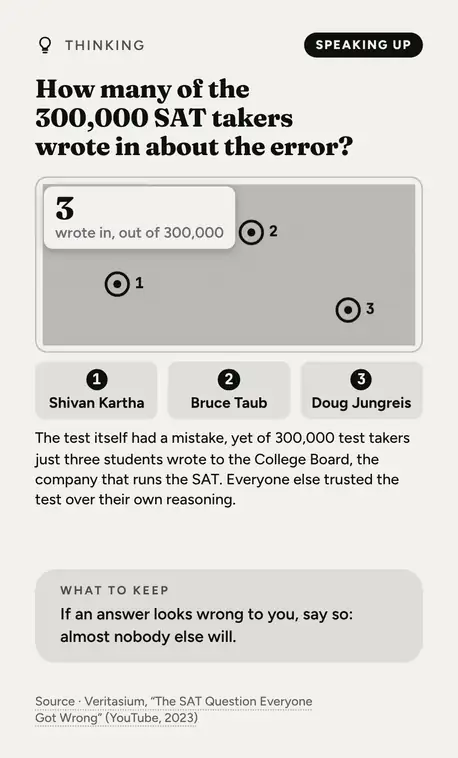 THINKING
SPEAKING UP
How many of the
300,000 SAT takers
wrote in about the error?
3
wrote in, out of 300,000
2
1
3
1
Shivan Kartha
2
Bruce Taub
3
Doug Jungreis
The test itself had a mistake, yet of 300,000 test takers
just three students wrote to the College Board, the
company that runs the SAT. Everyone else trusted the
test over their own reasoning.
WHAT TO KEEP
If an answer looks wrong to you, say so:
almost nobody else will.
Source · Veritasium, “The SAT Question Everyone
Got Wrong” (YouTube, 2023)